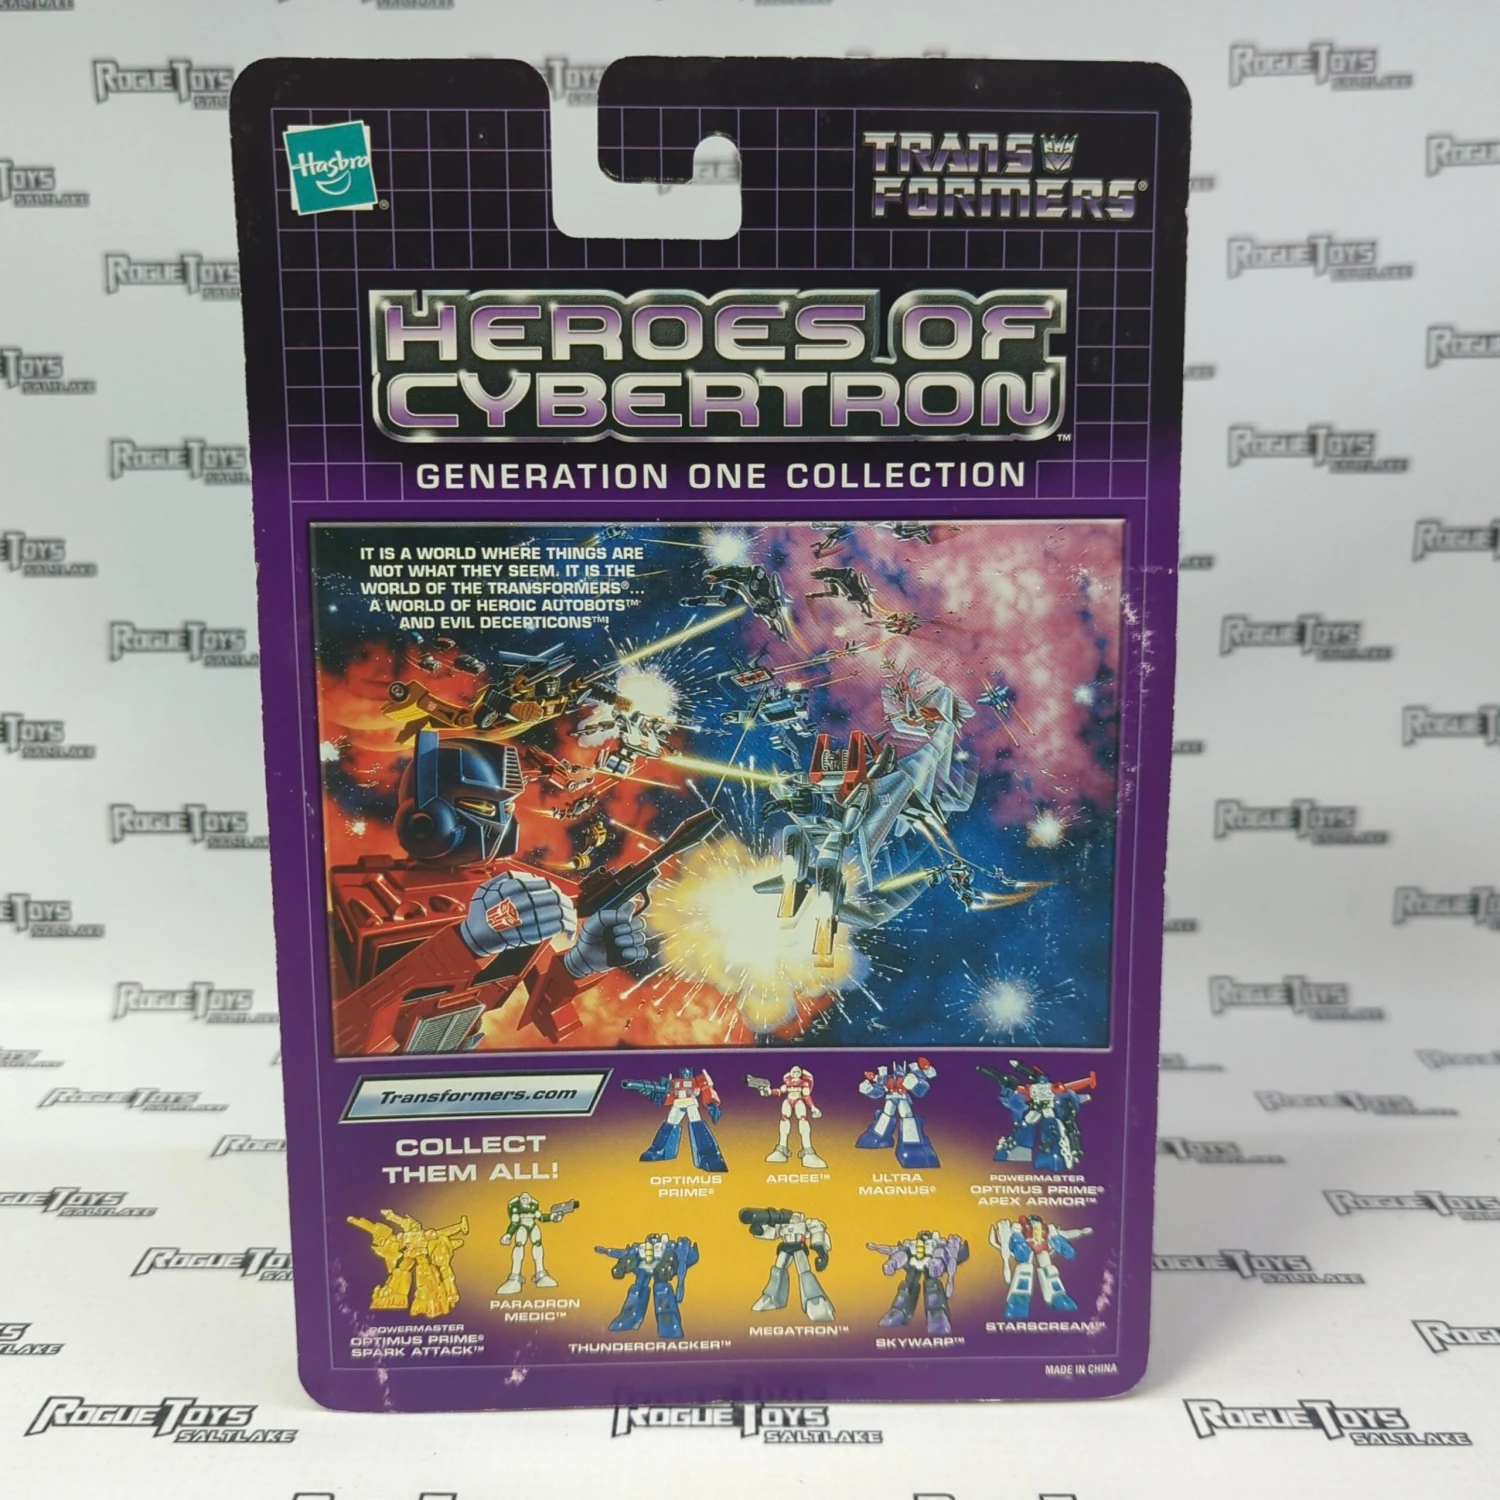 Hasbro®
TRANS
FORMERS®
HEROES OF
CYBERTRON™
GENERATION ONE COLLECTION
IT IS A WORLD WHERE THINGS ARE
NOT WHAT THEY SEEM. IT IS THE
WORLD OF THE TRANSFORMERS®...
A WORLD OF HEROIC AUTOBOTS™
AND EVIL DECEPTICONS™!
Transformers.com
COLLECT
THEM ALL!
OPTIMUS
PRIME®
ARCEE™
ULTRA
MAGNUS®
POWERMASTER
OPTIMUS PRIME®
APEX ARMOR™
POWERMASTER
OPTIMUS PRIME®
SPARK ATTACK™
PARADRON
MEDIC™
THUNDERCRACKER™
MEGATRON™
SKYWARP™
STARSCREAM™
MADE IN CHINA
ROGUE TOYS
SALT LAKE